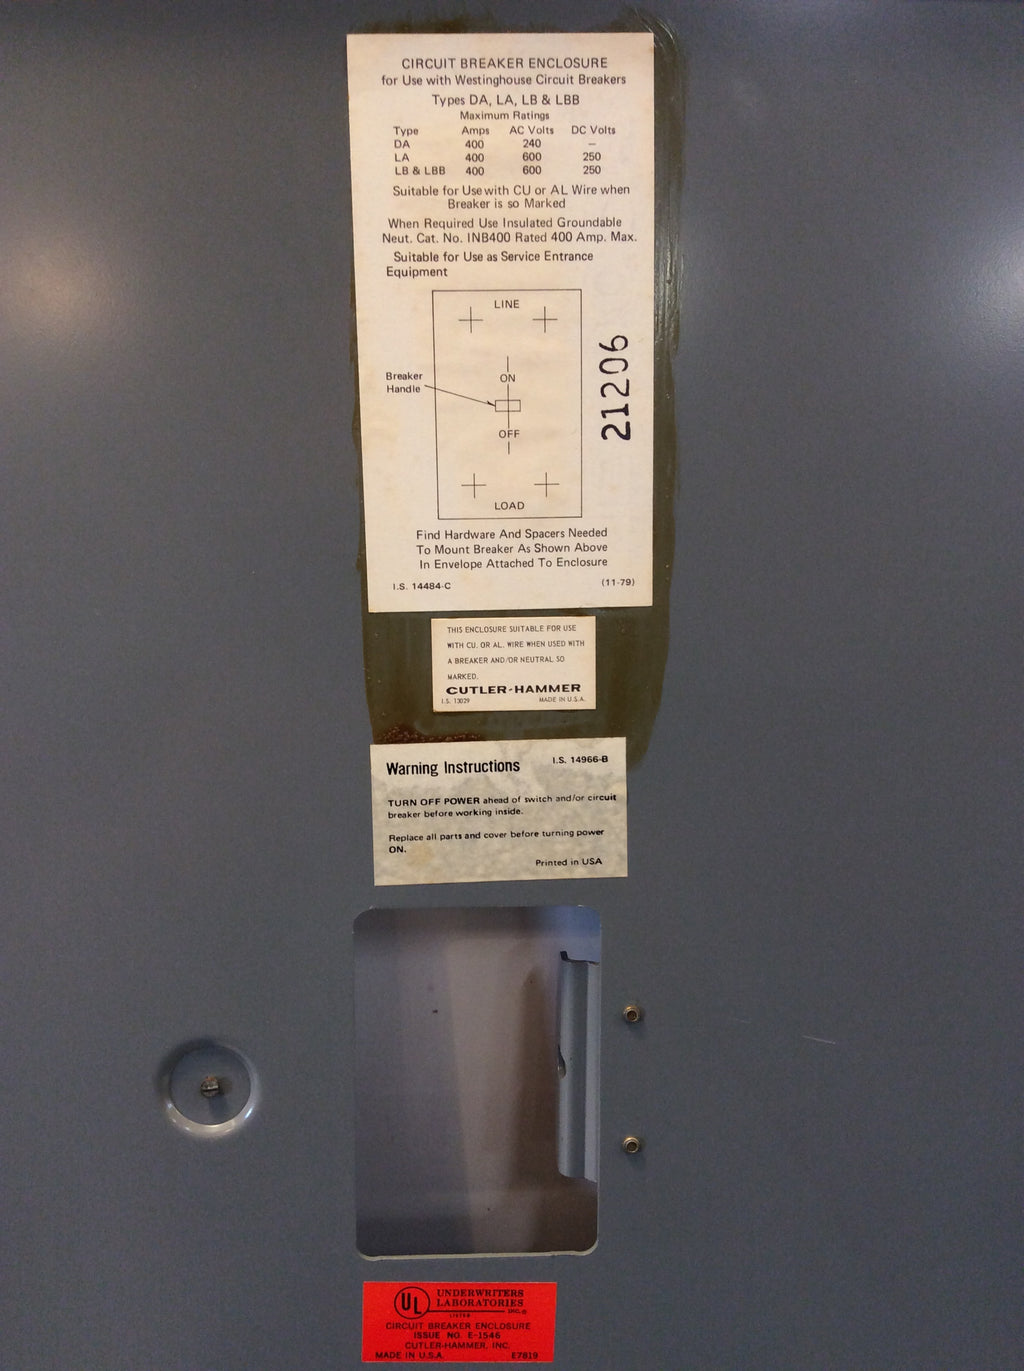 CIRCUIT BREAKER ENCLOSURE
for Use with Westinghouse Circuit Breakers
Types DA, LA, LB & LBB
Maximum Ratings
Type Amps AC Volts DC Volts
DA 400 240 —
LA 400 600 250
LB & LBB 400 600 250
Suitable for Use with CU or AL Wire when
Breaker is so Marked
When Required Use Insulated Groundable
Neut. Cat. No. INB400 Rated 400 Amp. Max.
Suitable for Use as Service Entrance
Equipment
LINE
ON
Breaker
Handle
OFF
LOAD
21206
Find Hardware And Spacers Needed
To Mount Breaker As Shown Above
In Envelope Attached To Enclosure
I.S. 14484-C (11-79)
THIS ENCLOSURE SUITABLE FOR USE
WITH CU. OR AL. WIRE WHEN USED WITH
A BREAKER AND/OR NEUTRAL SO
MARKED.
CUTLER-HAMMER
I.S. 13029 MADE IN U.S.A.
Warning Instructions I.S. 14966-B
TURN OFF POWER ahead of switch and/or circuit
breaker before working inside.
Replace all parts and cover before turning power
ON.
Printed in USA
UL UNDERWRITERS
LABORATORIES
INC.®
LISTED
CIRCUIT BREAKER ENCLOSURE
ISSUE NO. E-1546
CUTLER-HAMMER, INC.
MADE IN U.S.A. E7819